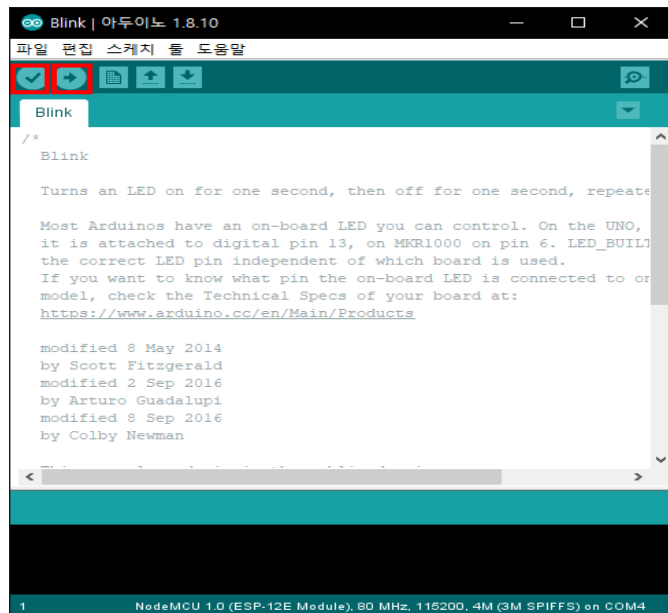 Blink | 아두이노 1.8.10
파일 편집 스케치 툴 도움말
Blink
/*
Blink
Turns an LED on for one second, then off for one second, repeate
Most Arduinos have an on-board LED you can control. On the UNO,
it is attached to digital pin 13, on MKR1000 on pin 6. LED_BUILT
the correct LED pin independent of which board is used.
If you want to know what pin the on-board LED is connected to or
model, check the Technical Specs of your board at:
https://www.arduino.cc/en/Main/Products
modified 8 May 2014
by Scott Fitzgerald
modified 2 Sep 2016
by Arturo Guadalupi
modified 8 Sep 2016
by Colby Newman
1 NodeMCU 1.0 (ESP-12E Module), 80 MHz, 115200, 4M (3M SPIFFS) on COM4